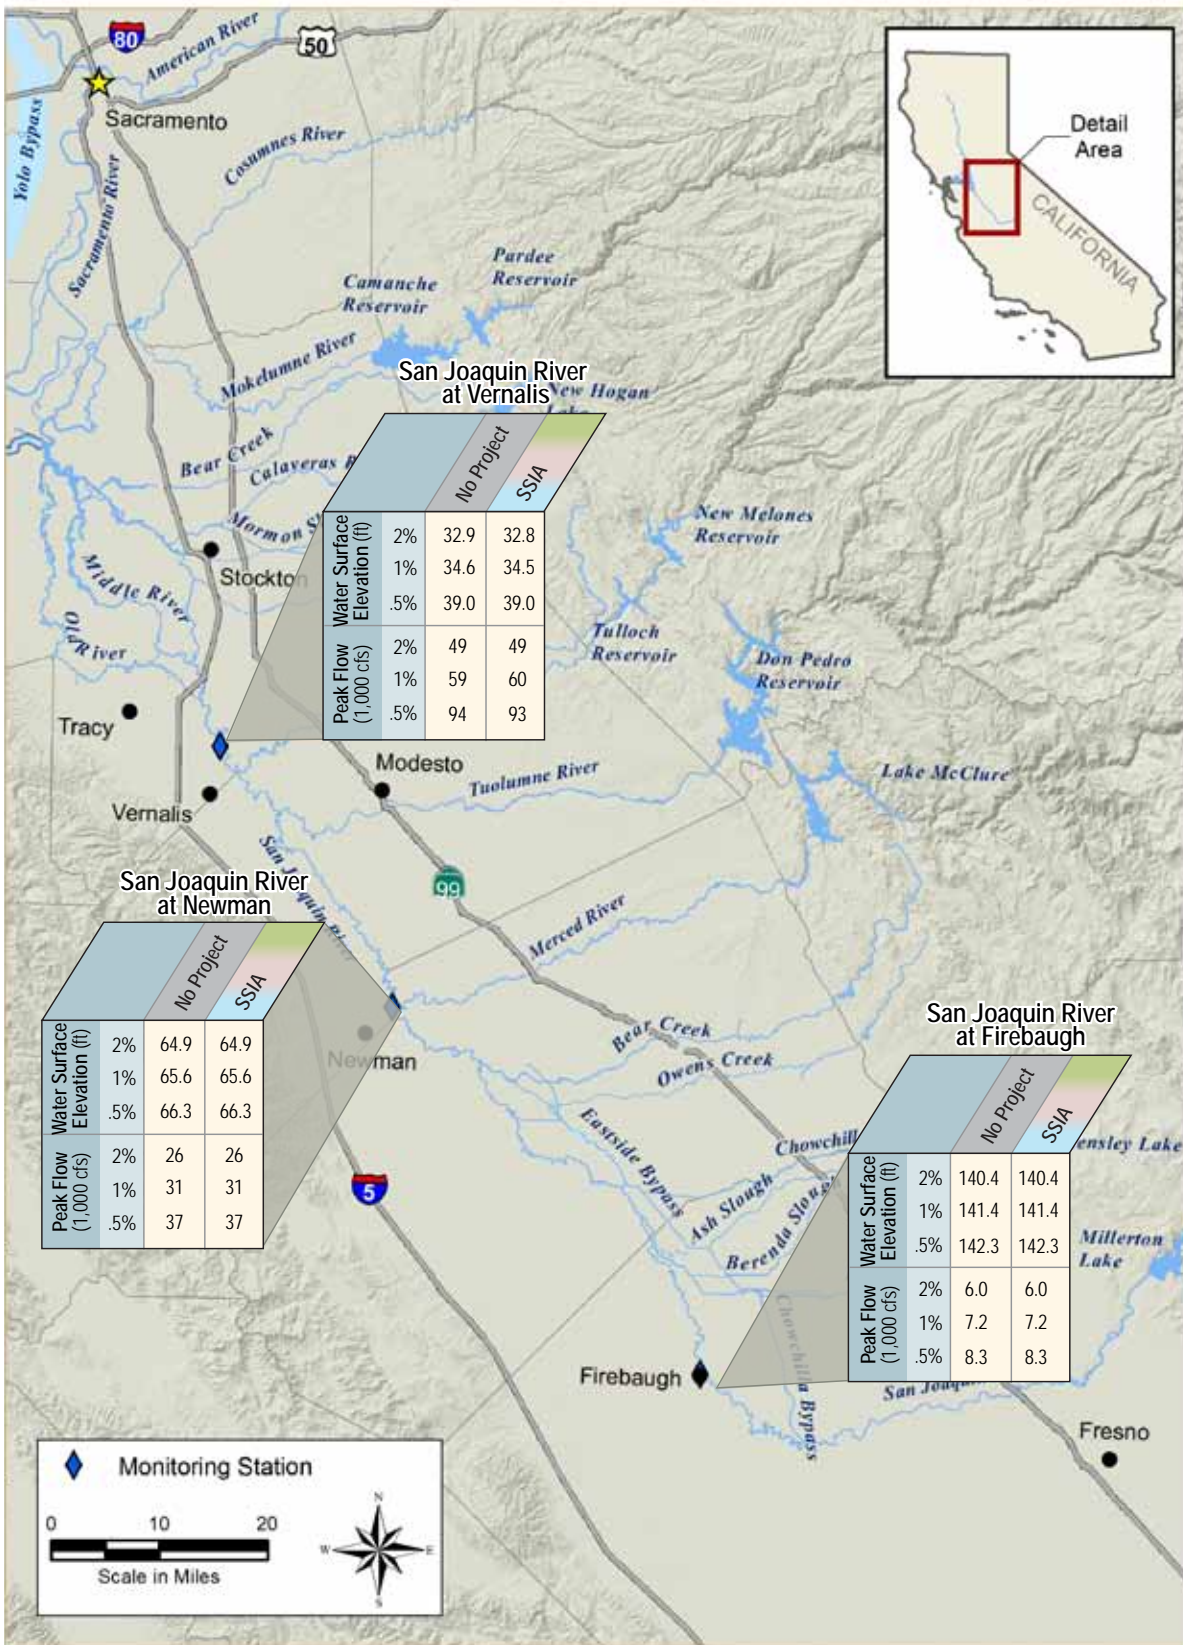 80
American River
50
Sacramento
Yolo Bypass
Sacramento River
Cosumnes River
Detail
Area
CALIFORNIA
Pardee
Reservoir
Camanche
Reservoir
Mokelumne River
San Joaquin River
at Vernalis
New Hogan
Bear Creek
Calaveras
Mormon
No Project
SSIA
Water Surface
Elevation (ft)
2% 32.9 32.8
1% 34.6 34.5
.5% 39.0 39.0
Peak Flow
(1,000 cfs)
2% 49 49
1% 59 60
.5% 94 93
New Melones
Reservoir
Stockton
Middle River
Old River
Tulloch
Reservoir
Don Pedro
Reservoir
Tracy
Modesto
Tuolumne River
Lake McClure
Vernalis
San Joaquin River
99
San Joaquin River
at Newman
No Project
SSIA
Water Surface
Elevation (ft)
2% 64.9 64.9
1% 65.6 65.6
.5% 66.3 66.3
Peak Flow
(1,000 cfs)
2% 26 26
1% 31 31
.5% 37 37
Merced River
Newman
Bear Creek
Owens Creek
San Joaquin River
at Firebaugh
No Project
SSIA
Water Surface
Elevation (ft)
2% 140.4 140.4
1% 141.4 141.4
.5% 142.3 142.3
Peak Flow
(1,000 cfs)
2% 6.0 6.0
1% 7.2 7.2
.5% 8.3 8.3
Eastside Bypass
Chowchill
ensley Lake
Ash Slough
Berenda Slough
5
Millerton
Lake
Chowchilla Bypass
Firebaugh
San Joaquin
Fresno
Monitoring Station
0 10 20
Scale in Miles
N
W
E
S